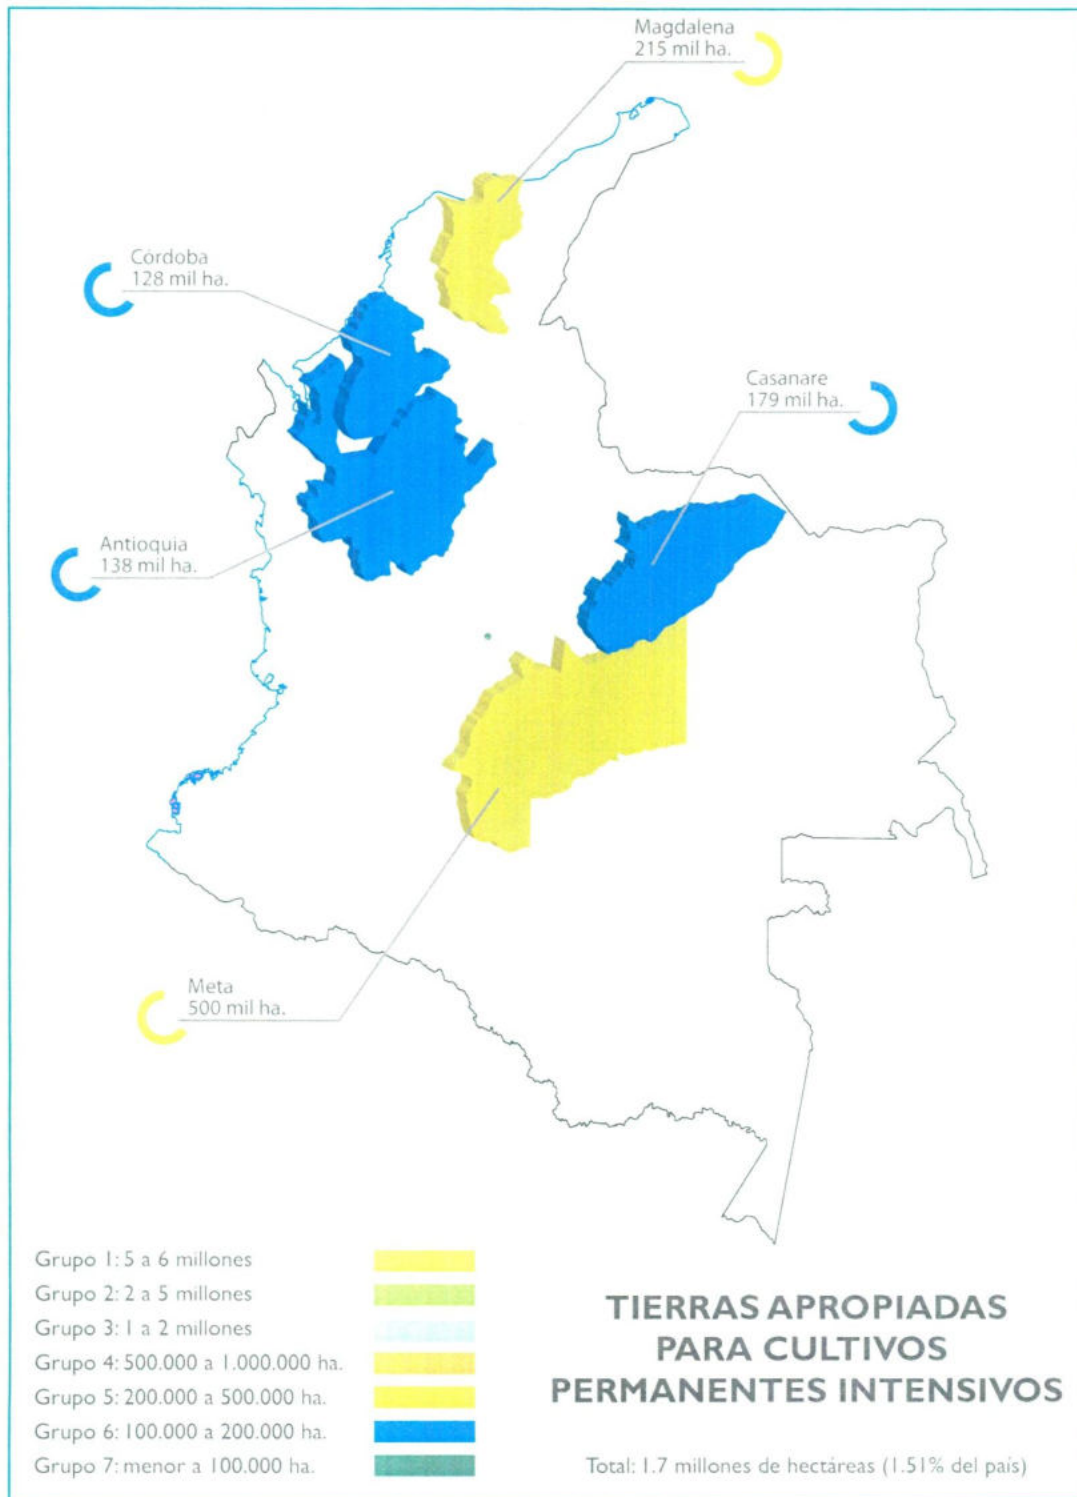 Magdalena
215 mil ha.
Córdoba
128 mil ha.
Casanare
179 mil ha.
Antioquia
138 mil ha.
Meta
500 mil ha.
Grupo 1: 5 a 6 millones
Grupo 2: 2 a 5 millones
Grupo 3: 1 a 2 millones
Grupo 4: 500.000 a 1.000.000 ha.
Grupo 5: 200.000 a 500.000 ha.
Grupo 6: 100.000 a 200.000 ha.
Grupo 7: menor a 100.000 ha.
TIERRAS APROPIADAS
PARA CULTIVOS
PERMANENTES INTENSIVOS
Total: 1.7 millones de hectáreas (1.51% del país)